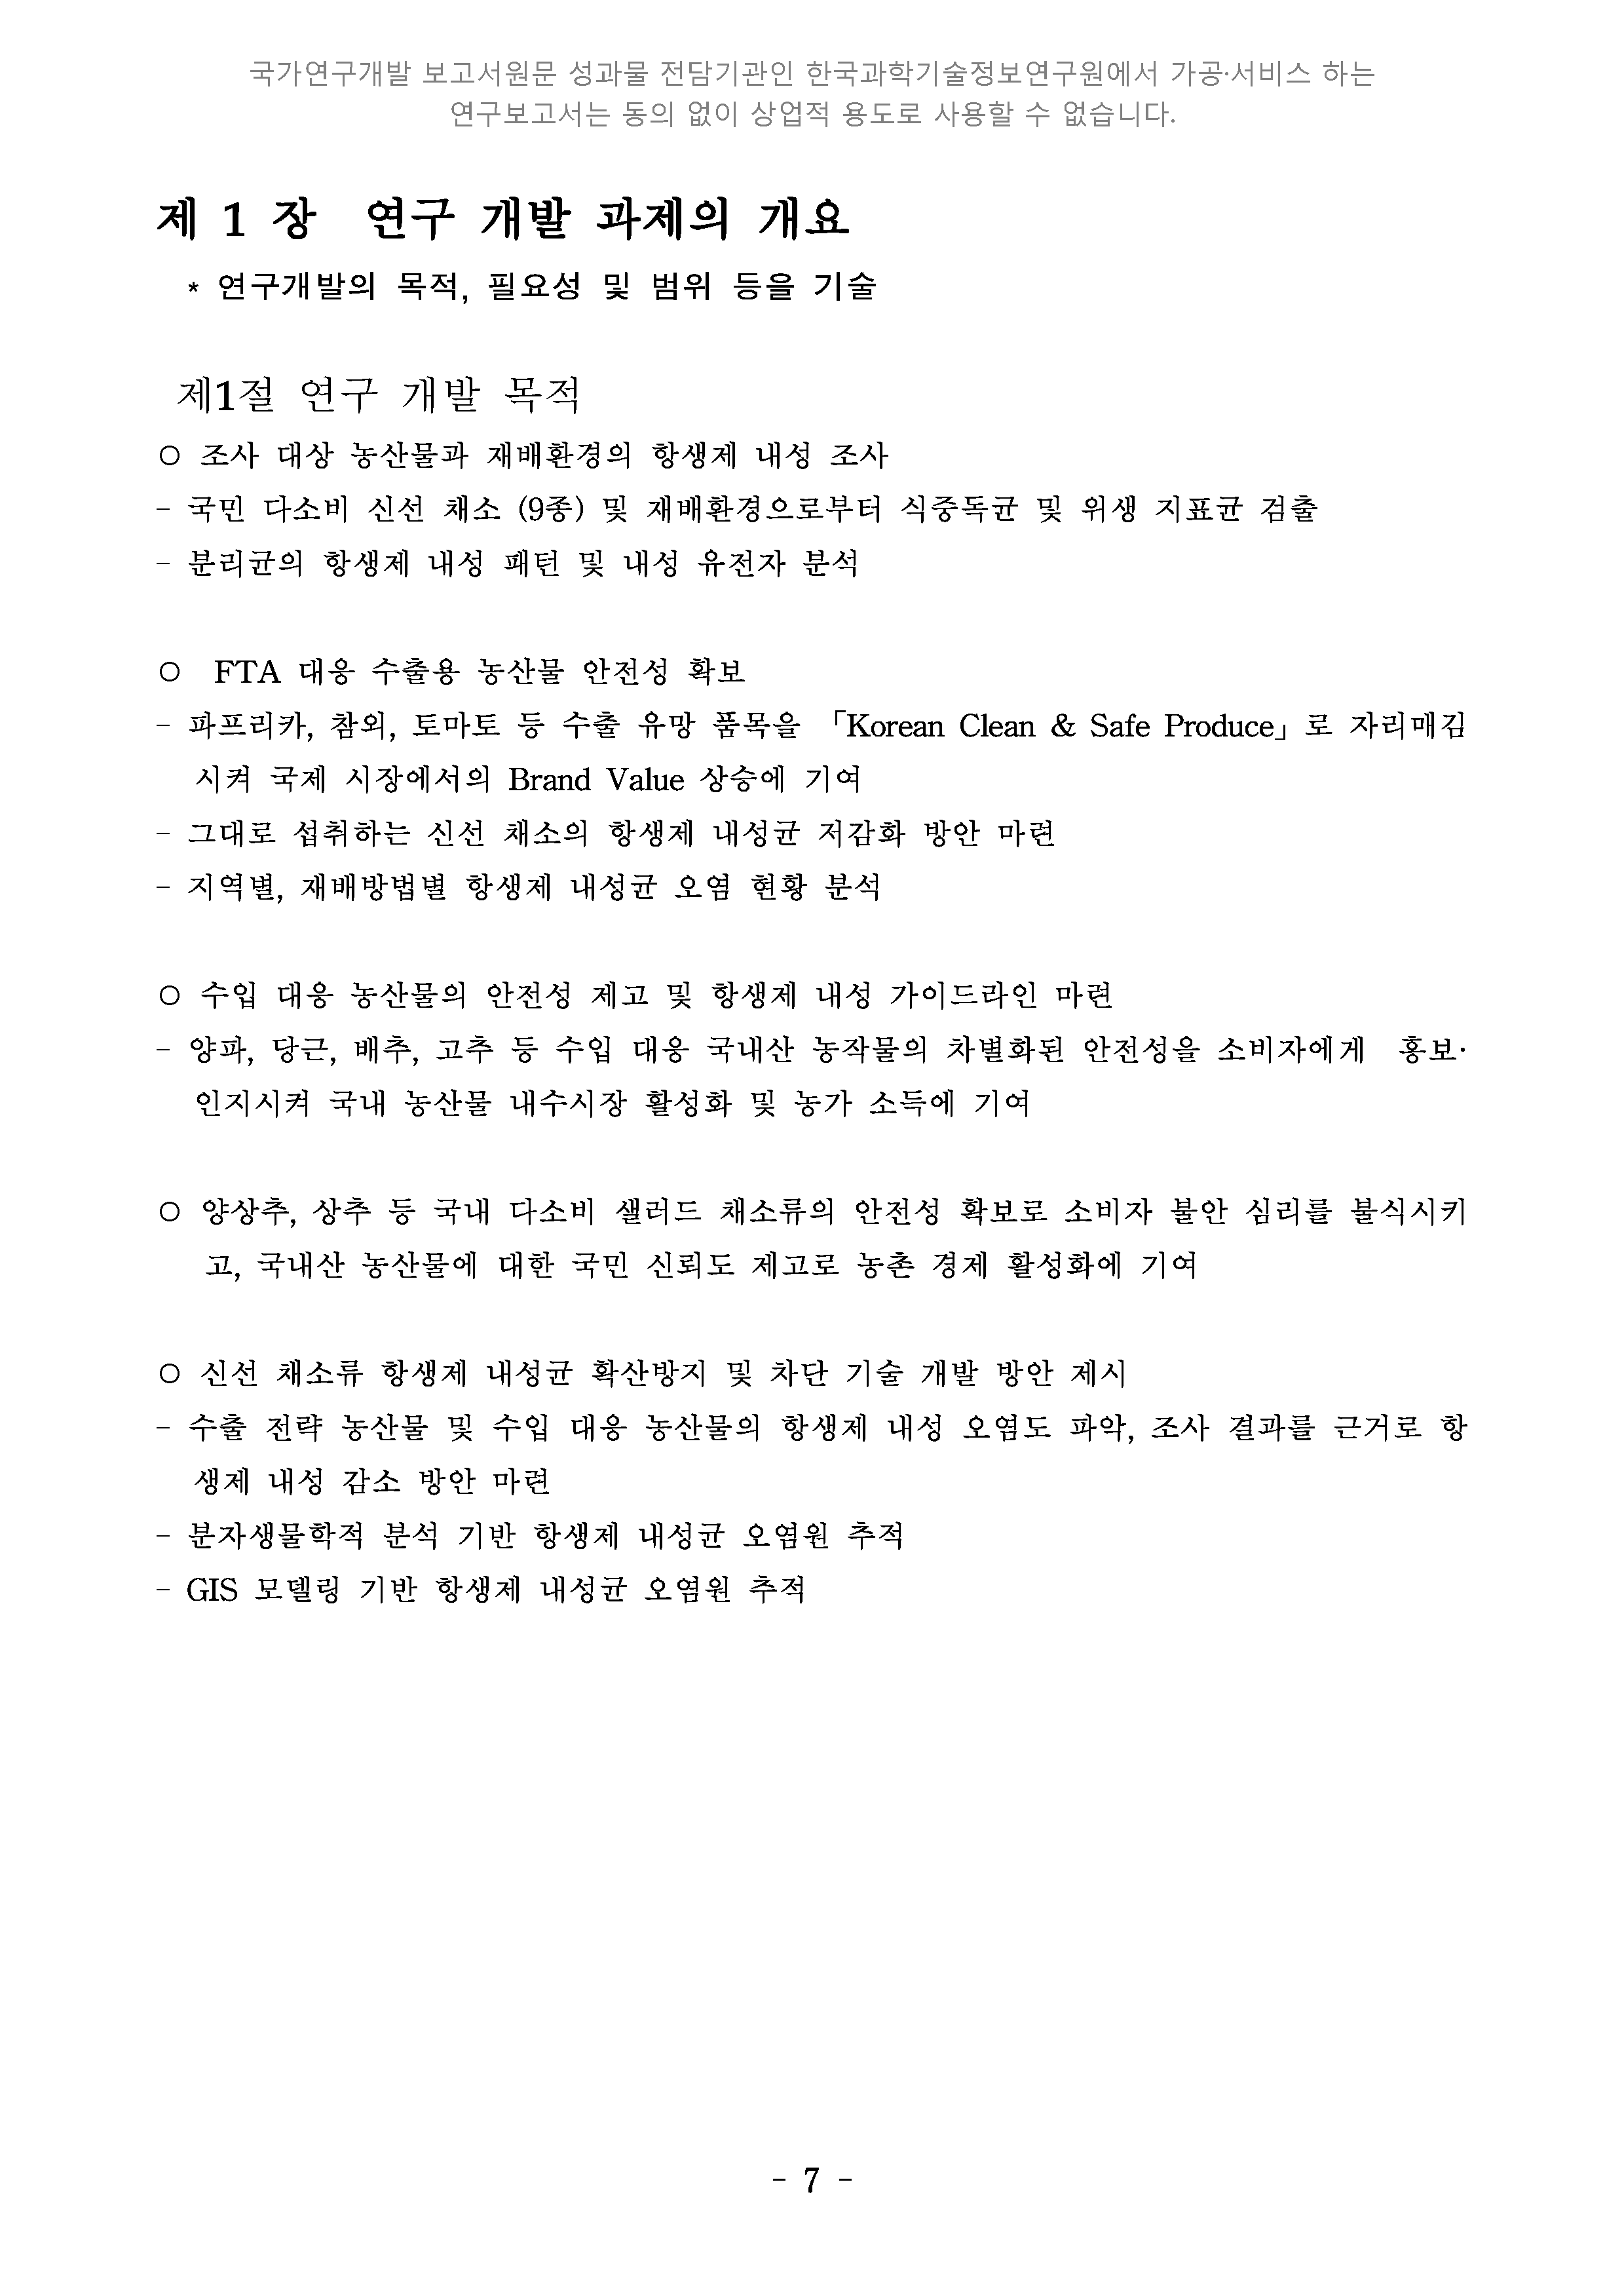 국가연구개발 보고서원문 성과물 전담기관인 한국과학기술정보연구원에서 가공·서비스 하는
연구보고서는 동의 없이 상업적 용도로 사용할 수 없습니다.
제 1 장 연구 개발 과제의 개요
* 연구개발의 목적, 필요성 및 범위 등을 기술
제1절 연구 개발 목적
○ 조사 대상 농산물과 재배환경의 항생제 내성 조사
- 국민 다소비 신선 채소 (9종) 및 재배환경으로부터 식중독균 및 위생 지표균 검출
- 분리균의 항생제 내성 패턴 및 내성 유전자 분석
○ FTA 대응 수출용 농산물 안전성 확보
- 파프리카, 참외, 토마토 등 수출 유망 품목을 「Korean Clean & Safe Produce」로 자리매김
시켜 국제 시장에서의 Brand Value 상승에 기여
- 그대로 섭취하는 신선 채소의 항생제 내성균 저감화 방안 마련
- 지역별, 재배방법별 항생제 내성균 오염 현황 분석
○ 수입 대응 농산물의 안전성 제고 및 항생제 내성 가이드라인 마련
- 양파, 당근, 배추, 고추 등 수입 대응 국내산 농작물의 차별화된 안전성을 소비자에게 홍보·
인지시켜 국내 농산물 내수시장 활성화 및 농가 소득에 기여
○ 양상추, 상추 등 국내 다소비 샐러드 채소류의 안전성 확보로 소비자 불안 심리를 불식시키
고, 국내산 농산물에 대한 국민 신뢰도 제고로 농촌 경제 활성화에 기여
○ 신선 채소류 항생제 내성균 확산방지 및 차단 기술 개발 방안 제시
- 수출 전략 농산물 및 수입 대응 농산물의 항생제 내성 오염도 파악, 조사 결과를 근거로 항
생제 내성 감소 방안 마련
- 분자생물학적 분석 기반 항생제 내성균 오염원 추적
- GIS 모델링 기반 항생제 내성균 오염원 추적
- 7 -